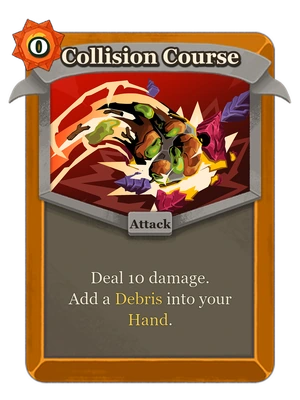 0
Collision Course
Attack
Deal 10 damage.
Add a Debris into your
Hand.